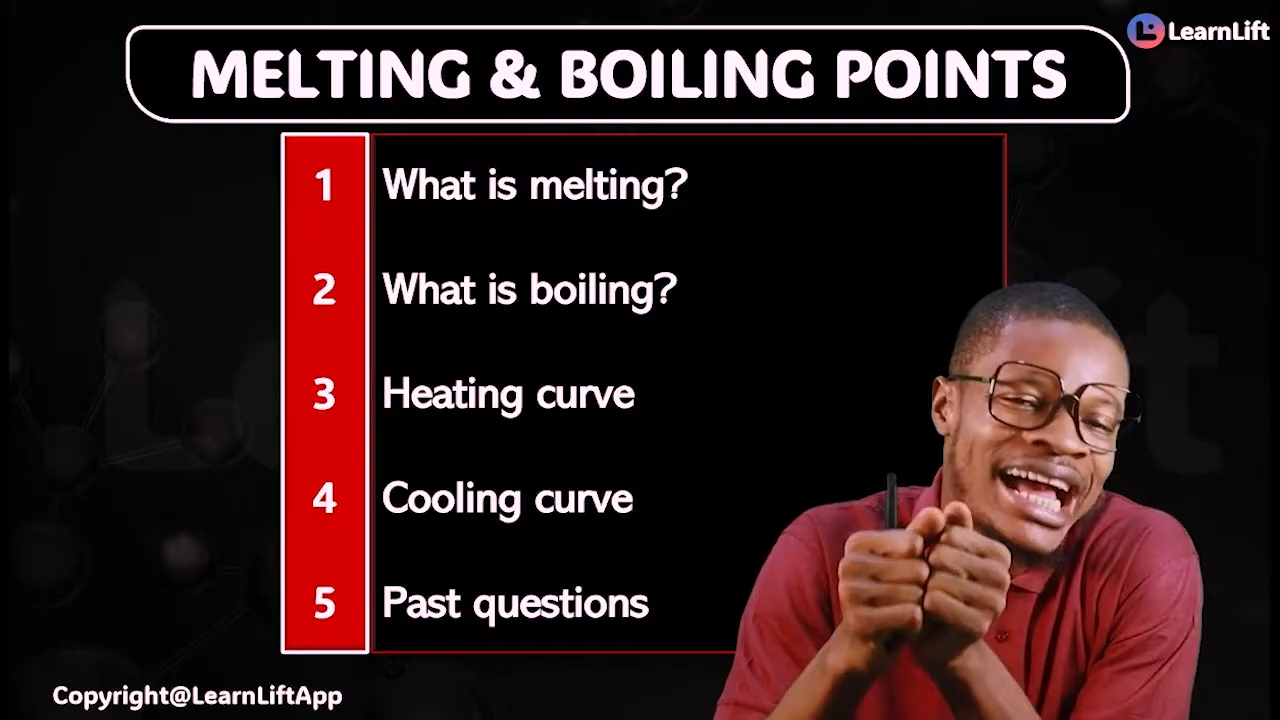 MELTING & BOILING POINTS
LearnLift
1 What is melting?
2 What is boiling?
3 Heating curve
4 Cooling curve
5 Past questions
Copyright@LearnLiftApp